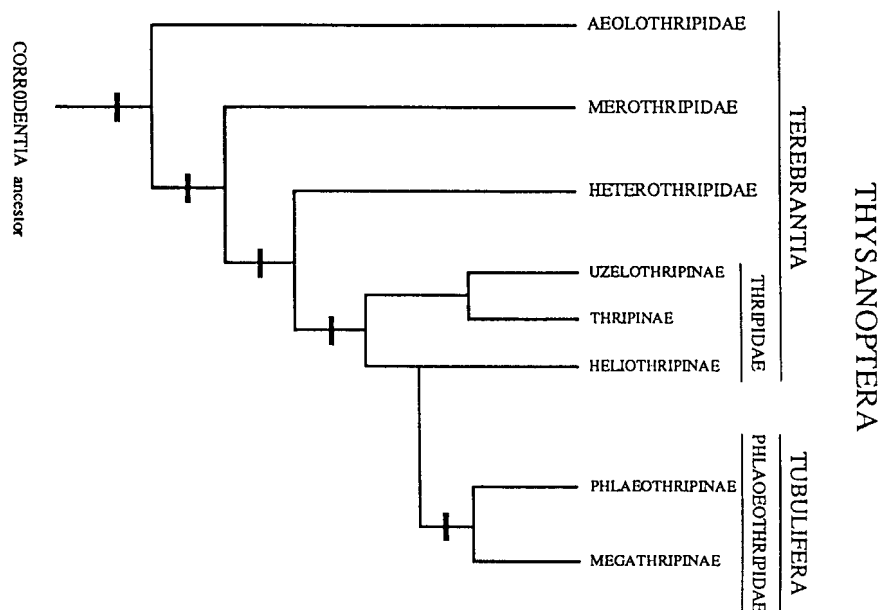 AEOLOTHRIPIDAE
MEROTHRIPIDAE
HETEROTHRIPIDAE
UZELOTHRIPINAE
THRIPINAE
HELIOTHRIPINAE
PHLAEOTHRIPINAE
MEGATHRIPINAE
CORRODENTIA ancestor
THRIPIDAE
PHLAOEOTHRIPIDAE
TEREBRANTIA
TUBULIFERA
THYSANOPTERA